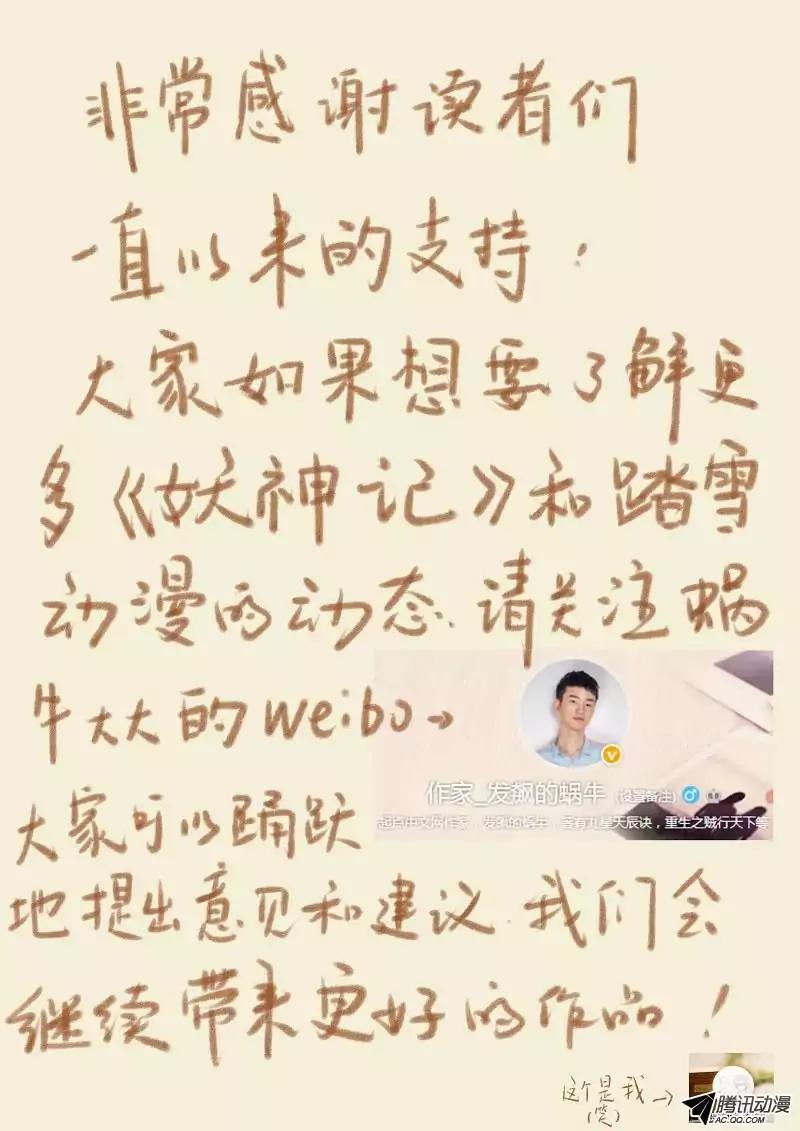 非常感谢读者们
一直以来的支持！
大家如果想要了解更
多《妖神记》和踏雪
动漫的动态、请关注蜗
牛大大的weibo→
作家_发飙的蜗牛 (设置备注)
起点中文网作家，发飙的蜗牛，著有九星天辰诀，重生之贼行天下等
大家可以踊跃
地提出意见和建议.我们会
继续带来更好的作品！
这个是我→
(笑)
腾讯动漫
AC.QQ.COM